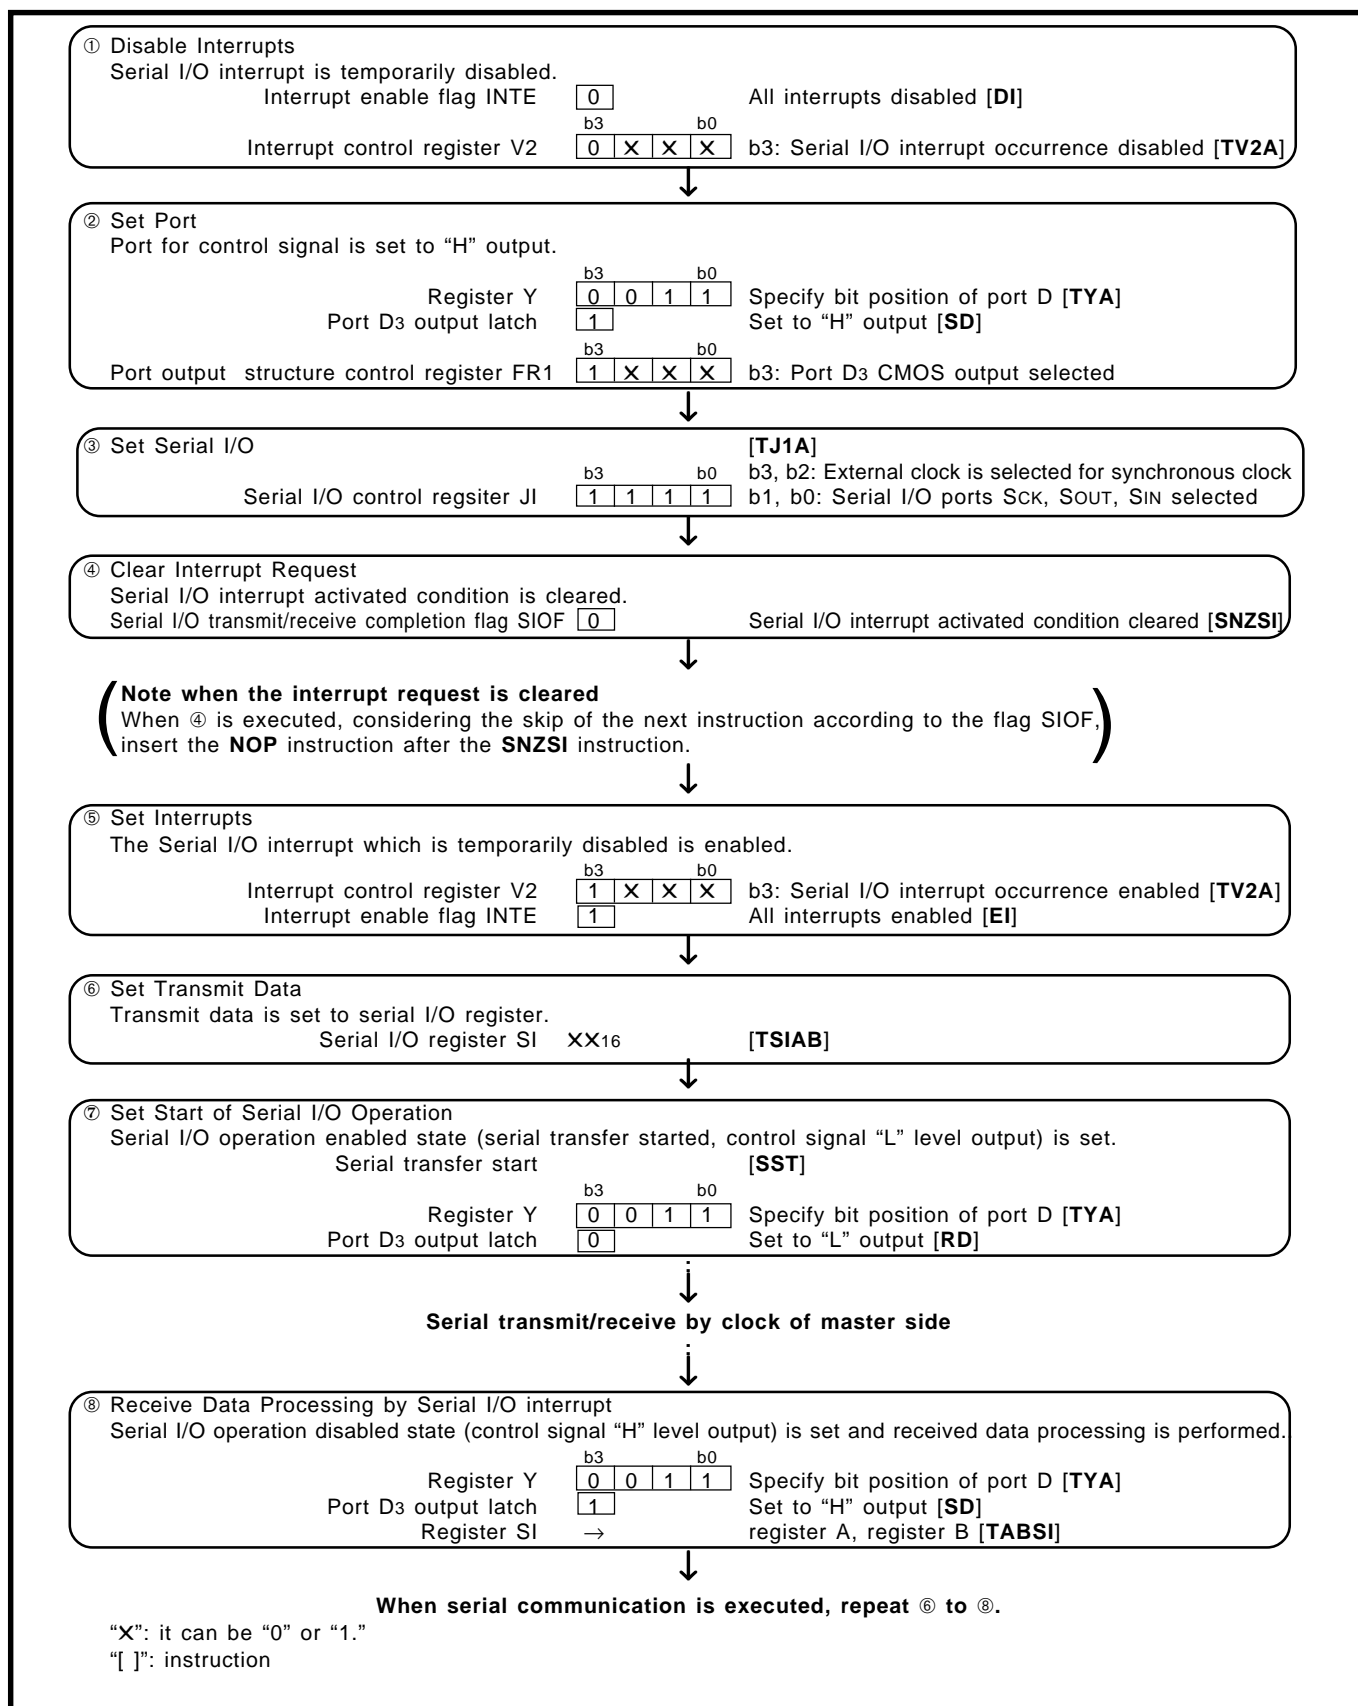 ① Disable Interrupts
Serial I/O interrupt is temporarily disabled.
Interrupt enable flag INTE 0 All interrupts disabled [DI]
b3 b0
Interrupt control register V2 0 X X X b3: Serial I/O interrupt occurrence disabled [TV2A]
② Set Port
Port for control signal is set to “H” output.
b3 b0
Register Y 0 0 1 1 Specify bit position of port D [TYA]
Port D3 output latch 1 Set to “H” output [SD]
b3 b0
Port output structure control register FR1 1 X X X b3: Port D3 CMOS output selected
③ Set Serial I/O [TJ1A]
b3 b0 b3, b2: External clock is selected for synchronous clock
Serial I/O control regsiter JI 1 1 1 1 b1, b0: Serial I/O ports SCK, SOUT, SIN selected
④ Clear Interrupt Request
Serial I/O interrupt activated condition is cleared.
Serial I/O transmit/receive completion flag SIOF 0 Serial I/O interrupt activated condition cleared [SNZSI]
Note when the interrupt request is cleared
When ④ is executed, considering the skip of the next instruction according to the flag SIOF,
insert the NOP instruction after the SNZSI instruction.
⑤ Set Interrupts
The Serial I/O interrupt which is temporarily disabled is enabled.
b3 b0
Interrupt control register V2 1 X X X b3: Serial I/O interrupt occurrence enabled [TV2A]
Interrupt enable flag INTE 1 All interrupts enabled [EI]
⑥ Set Transmit Data
Transmit data is set to serial I/O register.
Serial I/O register SI XX16 [TSIAB]
⑦ Set Start of Serial I/O Operation
Serial I/O operation enabled state (serial transfer started, control signal “L” level output) is set.
Serial transfer start [SST]
b3 b0
Register Y 0 0 1 1 Specify bit position of port D [TYA]
Port D3 output latch 0 Set to “L” output [RD]
Serial transmit/receive by clock of master side
⑧ Receive Data Processing by Serial I/O interrupt
Serial I/O operation disabled state (control signal “H” level output) is set and received data processing is performed.
b3 b0
Register Y 0 0 1 1 Specify bit position of port D [TYA]
Port D3 output latch 1 Set to “H” output [SD]
Register SI → register A, register B [TABSI]
When serial communication is executed, repeat ⑥ to ⑧.
“X”: it can be “0” or “1.”
“[ ]”: instruction